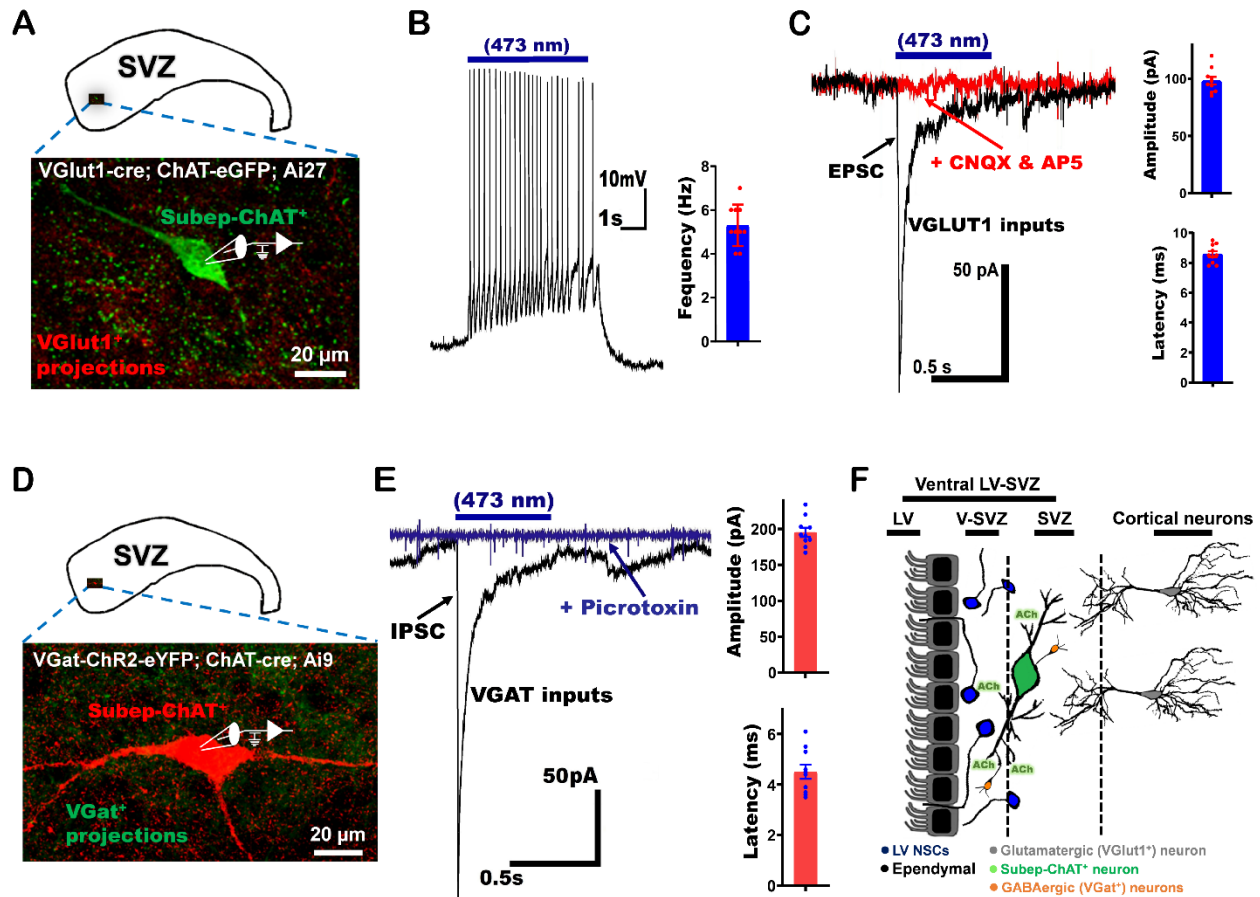 A
SVZ
VGlut1-cre; ChAT-eGFP; Ai27
Subep-ChAT⁺
VGlut1⁺
projections
20 µm
B
(473 nm)
10mV
1s
Fequency (Hz)
8
6
4
2
0
C
(473 nm)
EPSC
+ CNQX & AP5
VGLUT1 inputs
50 pA
0.5 s
Amplitude (pA)
100
50
0
Latency (ms)
10
8
6
4
2
0
D
SVZ
VGat-ChR2-eYFP; ChAT-cre; Ai9
Subep-ChAT⁺
VGat⁺
projections
20 µm
E
(473 nm)
+ Picrotoxin
IPSC
VGAT inputs
50pA
0.5s
Amplitude (pA)
200
150
100
50
0
Latency (ms)
6
4
2
0
F
Ventral LV-SVZ
LV V-SVZ SVZ Cortical neurons
ACh
ACh
ACh
ACh
LV NSCs
Ependymal
Glutamatergic (VGlut1⁺) neuron
Subep-ChAT⁺ neuron
GABAergic (VGat⁺) neurons